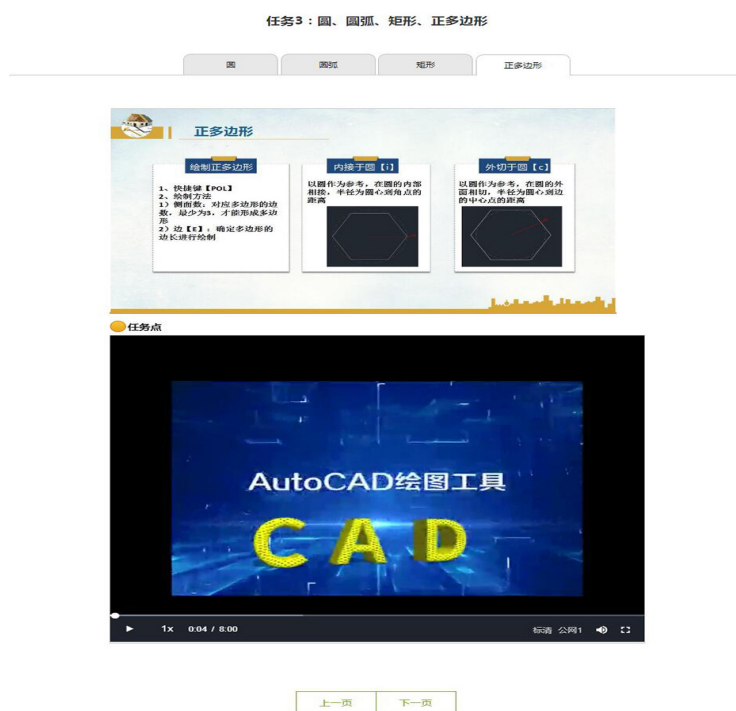 任务3：圆、圆弧、矩形、正多边形
圆
圆弧
矩形
正多边形
正多边形
绘制正多边形
1、快捷键【POL】
2、绘制方法
1）侧面数：对应多边形的边
数，最少为3，才能形成多边
形
2）边【E】：确定多边形的
边长进行绘制
内接于圆【i】
以圆作为参考，在圆的内部
相接，半径为圆心到角点的
距离
外切于圆【c】
以圆作为参考，在圆的外
面相切，半径为圆心到边
的中心点的距离
任务点
AutoCAD绘图工具
CAD
1x 0:04 / 8:00
标清 公网1
上一页
下一页